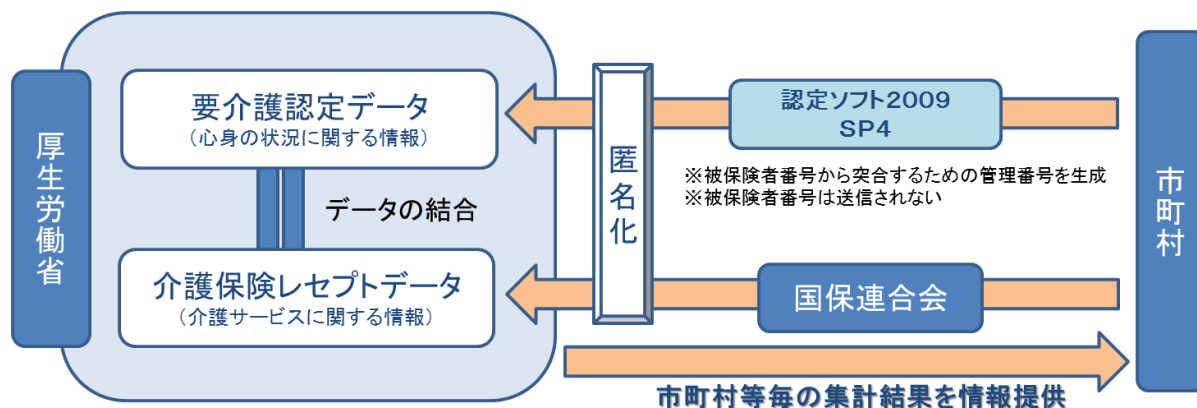 厚生労働省
要介護認定データ
（心身の状況に関する情報）
データの結合
介護保険レセプトデータ
（介護サービスに関する情報）
匿名化
認定ソフト2009
SP4
※被保険者番号から突合するための管理番号を生成
※被保険者番号は送信されない
国保連合会
市町村
市町村等毎の集計結果を情報提供